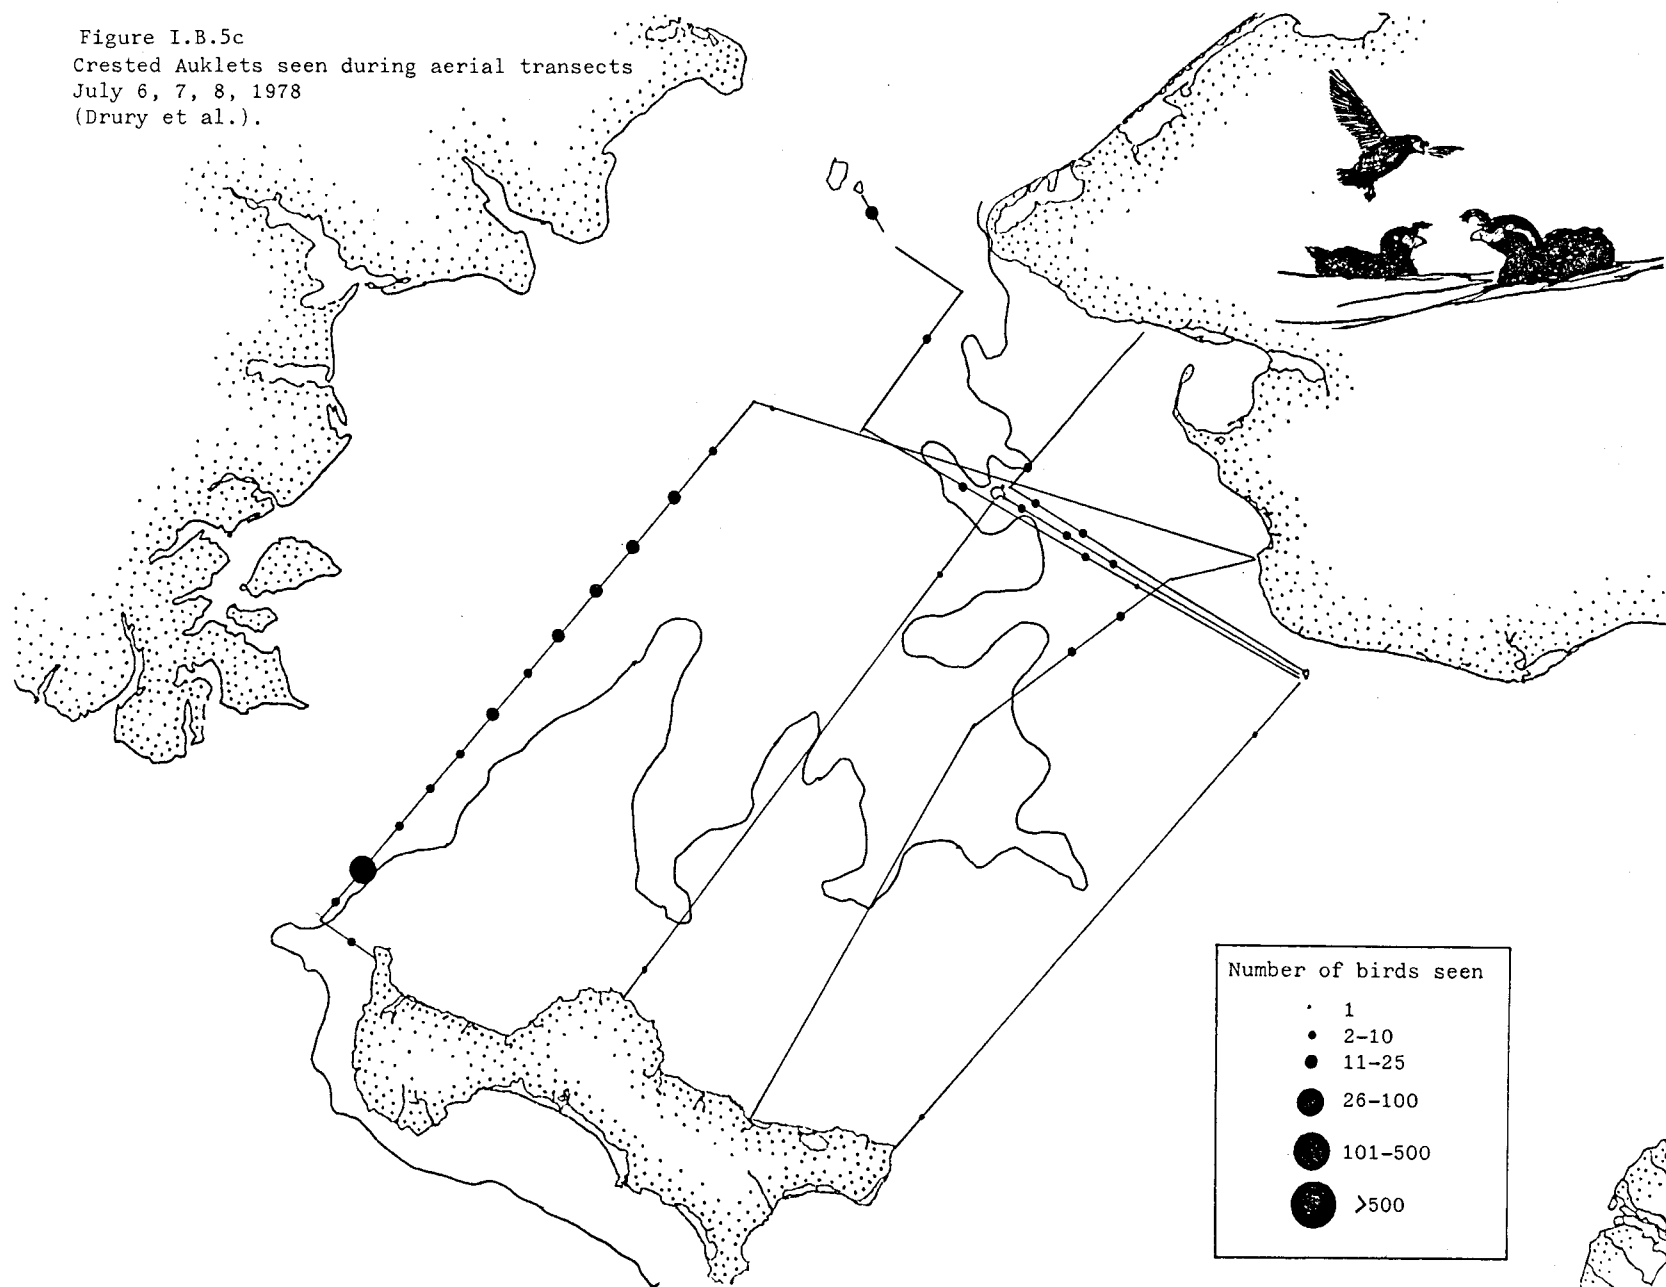 Figure I.B.5c
Crested Auklets seen during aerial transects
July 6, 7, 8, 1978
(Drury et al.).
Number of birds seen
1
2-10
11-25
26-100
101-500
>500